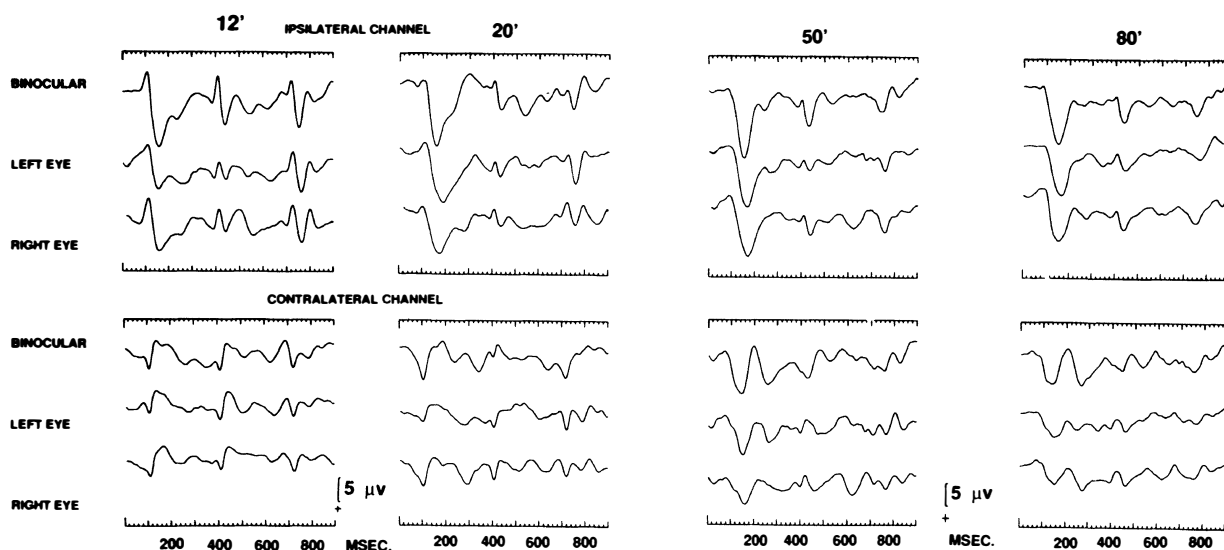 12' IPSILATERAL CHANNEL 20' 50' 80'
BINOCULAR
LEFT EYE
RIGHT EYE
CONTRALATERAL CHANNEL
BINOCULAR
LEFT EYE
RIGHT EYE
5 μv 5 μv
+ +
200 400 600 800 MSEC. 200 400 600 800 200 400 600 800 MSEC. 200 400 600 800